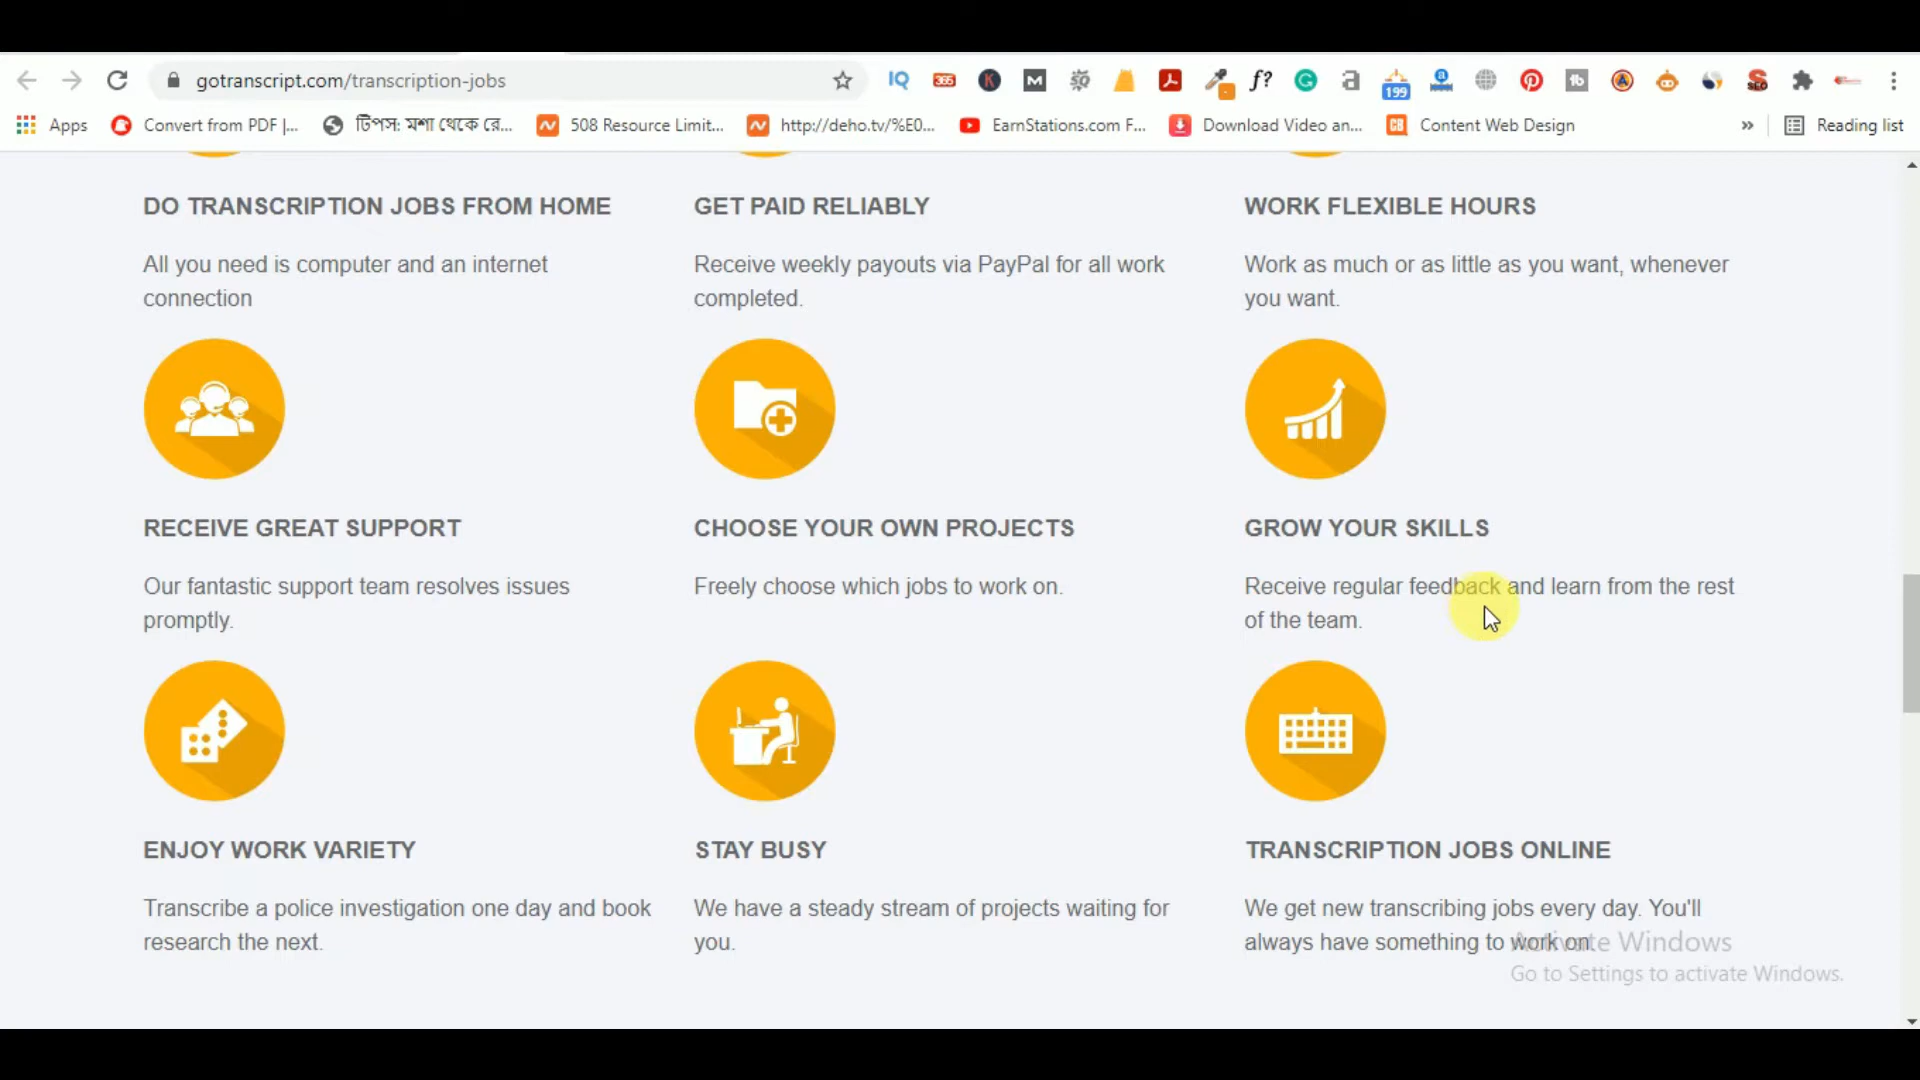 gotranscript.com/transcription-jobs
IQ
365
K
M
f?
a
199
a
tb
SEO
Apps
Convert from PDF |...
টিপস: মশা থেকে রে...
508 Resource Limit...
http://deho.tv/%E0...
EarnStations.com F...
Download Video an...
Content Web Design
»
Reading list
DO TRANSCRIPTION JOBS FROM HOME
GET PAID RELIABLY
WORK FLEXIBLE HOURS
All you need is computer and an internet
connection
Receive weekly payouts via PayPal for all work
completed.
Work as much or as little as you want, whenever
you want.
RECEIVE GREAT SUPPORT
CHOOSE YOUR OWN PROJECTS
GROW YOUR SKILLS
Our fantastic support team resolves issues
promptly.
Freely choose which jobs to work on.
Receive regular feedback and learn from the rest
of the team.
ENJOY WORK VARIETY
STAY BUSY
TRANSCRIPTION JOBS ONLINE
Transcribe a police investigation one day and book
research the next.
We have a steady stream of projects waiting for
you.
We get new transcribing jobs every day. You'll
always have something to work on.
Activate Windows
Go to Settings to activate Windows.